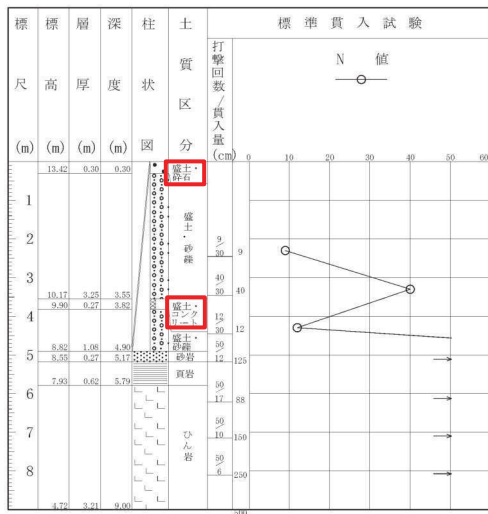 標尺(m)
標高(m)
層厚(m)
深度(m)
柱状図
土質区分
標準貫入試験
打撃回数/貫入量(cm)
N 値
0 10 20 30 40 50 60
13.42 0.30 0.30 盛土・砕石
1
盛土・砂礫
2
9/30 9
3
40/30 40
10.17 3.25 3.55
9.90 0.27 3.82 盛土・コンクリート
4
12/30 12
8.82 1.08 4.90 盛土・砂礫
5
8.55 0.27 5.17 砂岩
50/12 125
7.93 0.62 5.79 頁岩
6
50/17 88
7
ひん岩
50/10 150
8
50/6 250
4.72 3.21 9.00
500